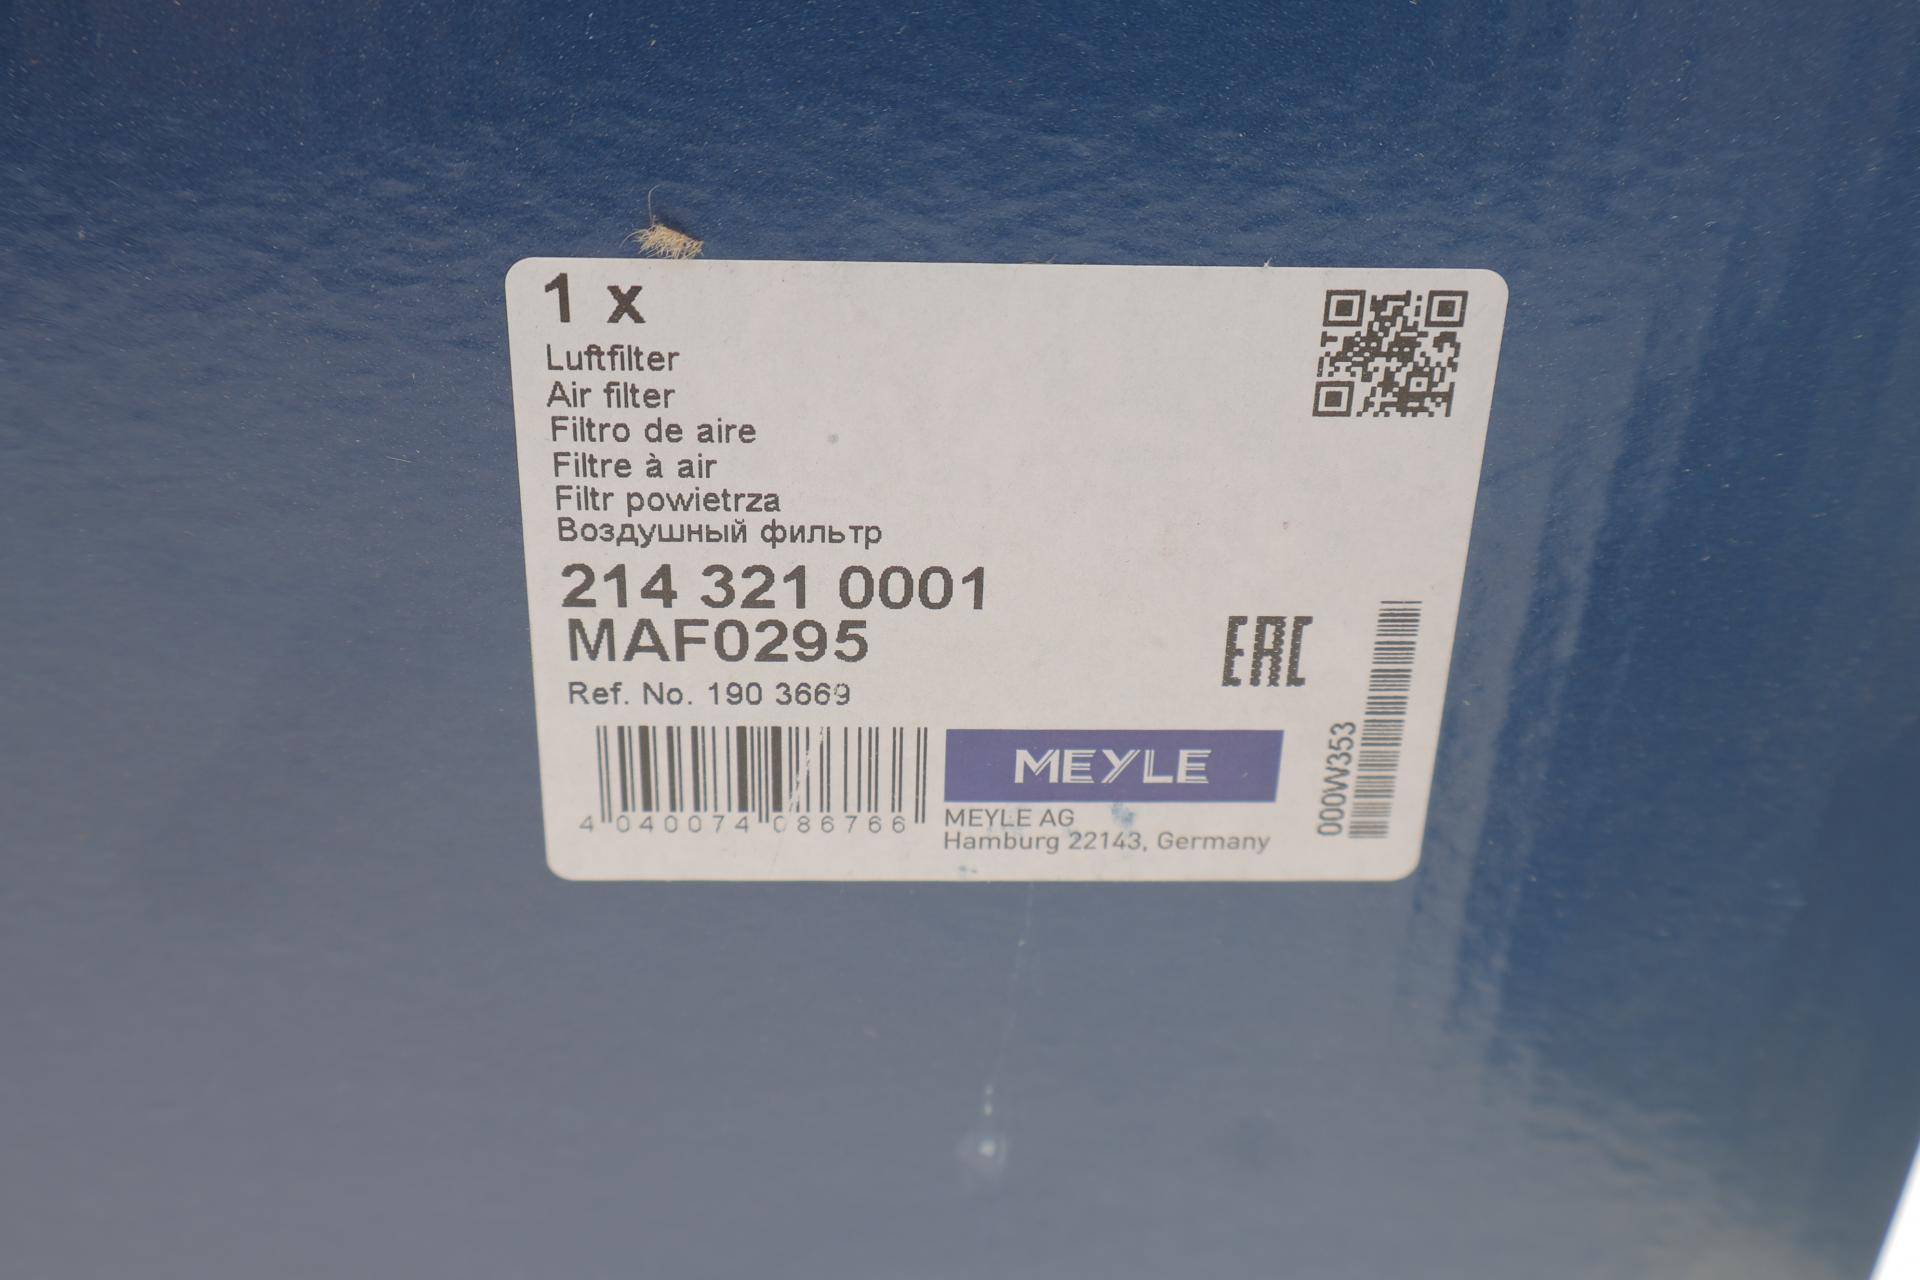 1 x
Luftfilter
Air filter
Filtro de aire
Filtre à air
Filtr powietrza
Воздушный фильтр
214 321 0001
MAF0295
Ref. No. 190 3669
EAC
4 040074 086766
MEYLE
MEYLE AG
Hamburg 22143, Germany
000W353